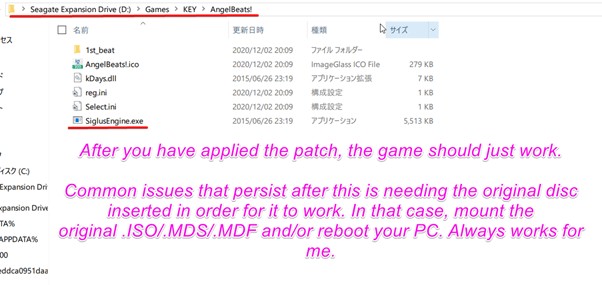 Seagate Expansion Drive (D:) > Games > KEY > AngelBeats!
名前 更新日時 種類 サイズ
セス
1st_beat 2020/12/02 20:09 ファイル フォルダー
AngelBeats!.ico 2020/12/02 20:09 ImageGlass ICO File 279 KB
kDays.dll 2015/06/26 23:19 アプリケーション拡張 7 KB
reg.ini 2020/12/02 20:09 構成設定 1 KB
Select.ini 2020/12/02 20:09 構成設定 1 KB
SiglusEngine.exe 2015/06/26 23:19 アプリケーション 5,513 KB
After you have applied the patch, the game should just work.
Common issues that persist after this is needing the original disc
inserted in order for it to work. In that case, mount the
original .ISO/.MDS/.MDF and/or reboot your PC. Always works for
me.
Expansion Drive
xpansion Drive
ATA%
APPDATA%
eddca0951daa